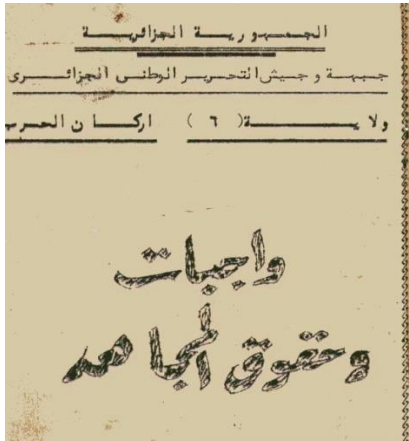 الجمهورية الجزائرية
جبهة وجيش التحرير الوطني الجزائري
ولاية (٦) اركان الحرب
واجبات
وحقوق المجاهد